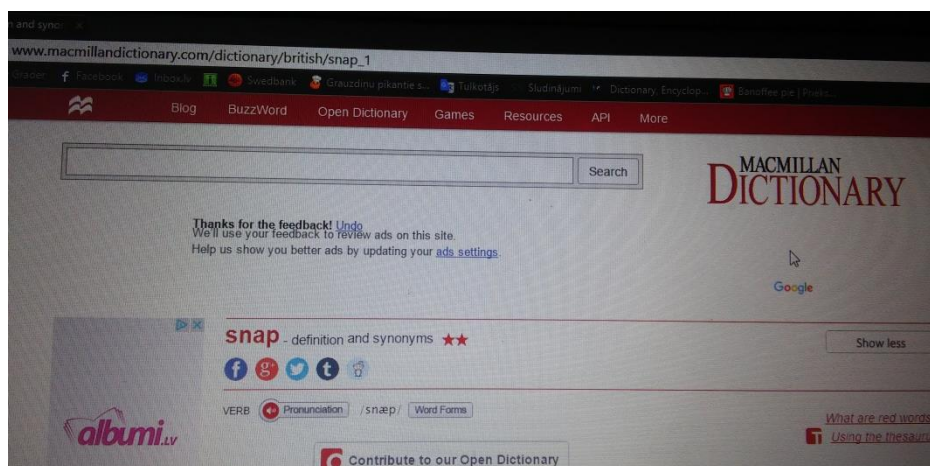 and syno
www.macmillandictionary.com/dictionary/british/snap_1
Facebook Inbox.lv Swedbank Grauzdiņu pikantie s... Tulkotājs Sludinājumi Dictionary, Encyclop... Banoffee pie |
Blog BuzzWord Open Dictionary Games Resources API More
Search
MACMILLAN
DICTIONARY
Thanks for the feedback! Undo
We'll use your feedback to review ads on this site.
Help us show you better ads by updating your ads settings.
Google
snap - definition and synonyms ★★
Show less
VERB Pronunciation /snæp/ Word Forms
What are red words
Using the thesaur
albumi.LV
Contribute to our Open Dictionary